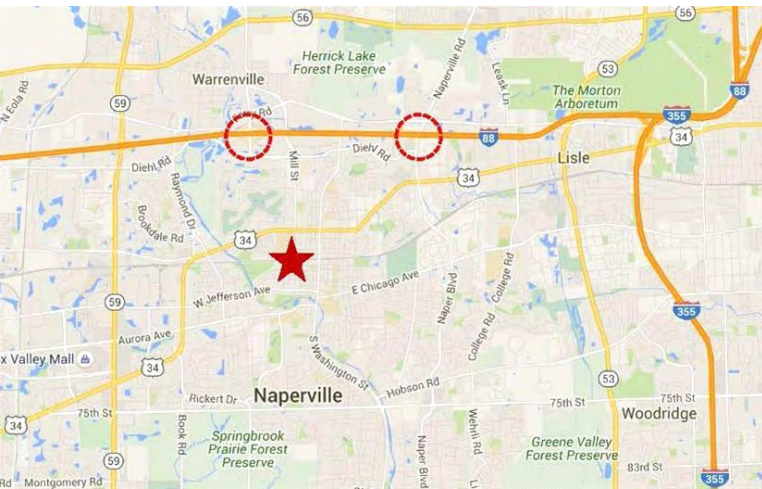 56
56
Herrick Lake
Forest Preserve
Naperville Rd
Leask Ln
Warrenville
53
N Eola Rd
59
The Morton
Arboretum
88
355
Rd
34
88
Mill St
Dielv Rd
Lisle
Diehl Rd
34
Raymond Dr
Brookdale Rd
34
E Chicago Ave
W Jefferson Ave
59
Naper Blvd
College Rd
355
Aurora Ave
S Washington St
College Rd
x Valley Mall
34
53
Hobson Rd
Rickert Dr
Naperville
75th St
75th St
75th St
Woodridge
34
Book Rd
Springbrook
Prairie Forest
Preserve
Naper Blvd
Wehrli Rd
Greene Valley
Forest Preserve
59
83rd St
Rd
Montgomery Rd
355